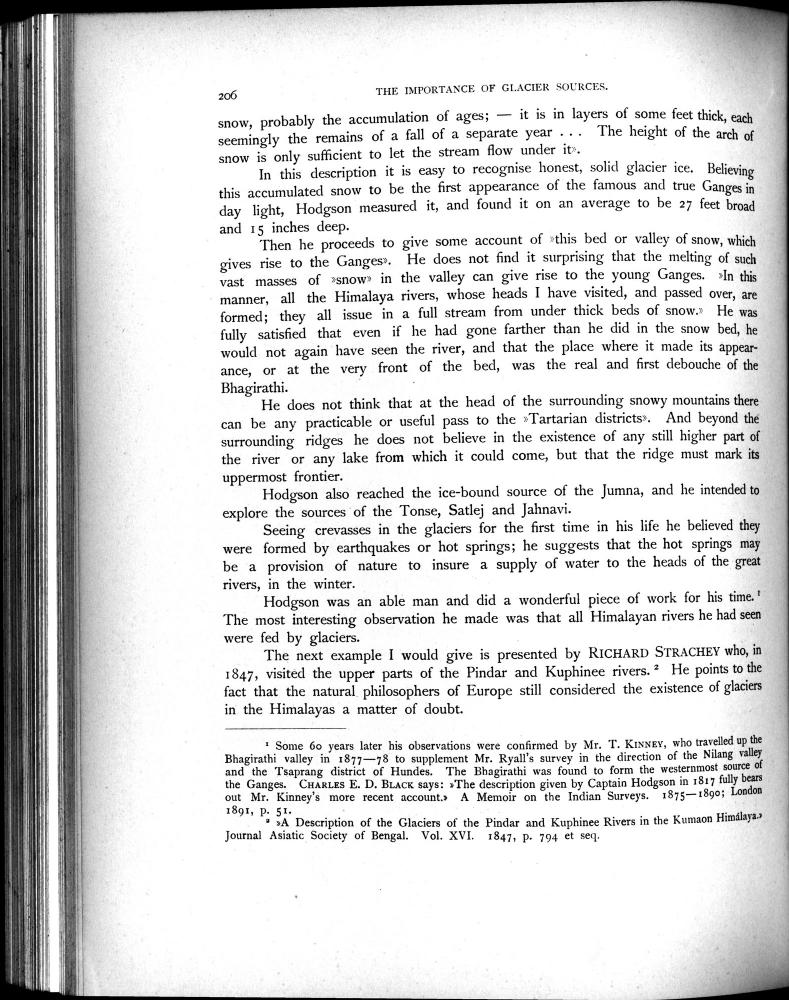 206
THE IMPORTANCE OF GLACIER SOURCES.
snow, probably the accumulation of ages; — it is in layers of some feet thick, each
seemingly the remains of a fall of a separate year . . . The height of the arch of
snow is only sufficient to let the stream flow under it».
In this description it is easy to recognise honest, solid glacier ice. Believing
this accumulated snow to be the first appearance of the famous and true Ganges in
day light, Hodgson measured it, and found it on an average to be 27 feet broad
and 15 inches deep.
Then he proceeds to give some account of »this bed or valley of snow, which
gives rise to the Ganges». He does not find it surprising that the melting of such
vast masses of »snow» in the valley can give rise to the young Ganges. »In this
manner, all the Himalaya rivers, whose heads I have visited, and passed over, are
formed; they all issue in a full stream from under thick beds of snow.» He was
fully satisfied that even if he had gone farther than he did in the snow bed, he
would not again have seen the river, and that the place where it made its appear-
ance, or at the very front of the bed, was the real and first debouche of the
Bhagirathi.
He does not think that at the head of the surrounding snowy mountains there
can be any practicable or useful pass to the »Tartarian districts». And beyond the
surrounding ridges he does not believe in the existence of any still higher part of
the river or any lake from which it could come, but that the ridge must mark its
uppermost frontier.
Hodgson also reached the ice-bound source of the Jumna, and he intended to
explore the sources of the Tonse, Satlej and Jahnavi.
Seeing crevasses in the glaciers for the first time in his life he believed they
were formed by earthquakes or hot springs; he suggests that the hot springs may
be a provision of nature to insure a supply of water to the heads of the great
rivers, in the winter.
Hodgson was an able man and did a wonderful piece of work for his time.¹
The most interesting observation he made was that all Himalayan rivers he had seen
were fed by glaciers.
The next example I would give is presented by RICHARD STRACHEY who, in
1847, visited the upper parts of the Pindar and Kuphinee rivers.² He points to the
fact that the natural philosophers of Europe still considered the existence of glaciers
in the Himalayas a matter of doubt.
¹ Some 60 years later his observations were confirmed by Mr. T. KINNEY, who travelled up the
Bhagirathi valley in 1877—78 to supplement Mr. Ryall's survey in the direction of the Nilang valley
and the Tsaprang district of Hundes. The Bhagirathi was found to form the westernmost source of
the Ganges. CHARLES E. D. BLACK says: »The description given by Captain Hodgson in 1817 fully bears
out Mr. Kinney's more recent account.» A Memoir on the Indian Surveys. 1875—1890; London
1891, p. 51.
² »A Description of the Glaciers of the Pindar and Kuphinee Rivers in the Kumaon Himálaya.»
Journal Asiatic Society of Bengal. Vol. XVI. 1847, p. 794 et seq.